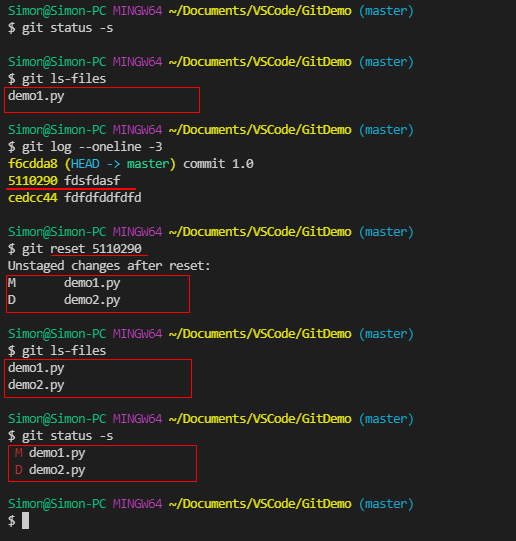 Simon@Simon-PC MINGW64 ~/Documents/VSCode/GitDemo (master)
$ git status -s
Simon@Simon-PC MINGW64 ~/Documents/VSCode/GitDemo (master)
$ git ls-files
demo1.py
Simon@Simon-PC MINGW64 ~/Documents/VSCode/GitDemo (master)
$ git log --oneline -3
f6cdda8 (HEAD -> master) commit 1.0
5110290 fdsfdasf
cedcc44 fdfdfddfdfd
Simon@Simon-PC MINGW64 ~/Documents/VSCode/GitDemo (master)
$ git reset 5110290
Unstaged changes after reset:
M       demo1.py
D       demo2.py
Simon@Simon-PC MINGW64 ~/Documents/VSCode/GitDemo (master)
$ git ls-files
demo1.py
demo2.py
Simon@Simon-PC MINGW64 ~/Documents/VSCode/GitDemo (master)
$ git status -s
 M demo1.py
 D demo2.py
Simon@Simon-PC MINGW64 ~/Documents/VSCode/GitDemo (master)
$